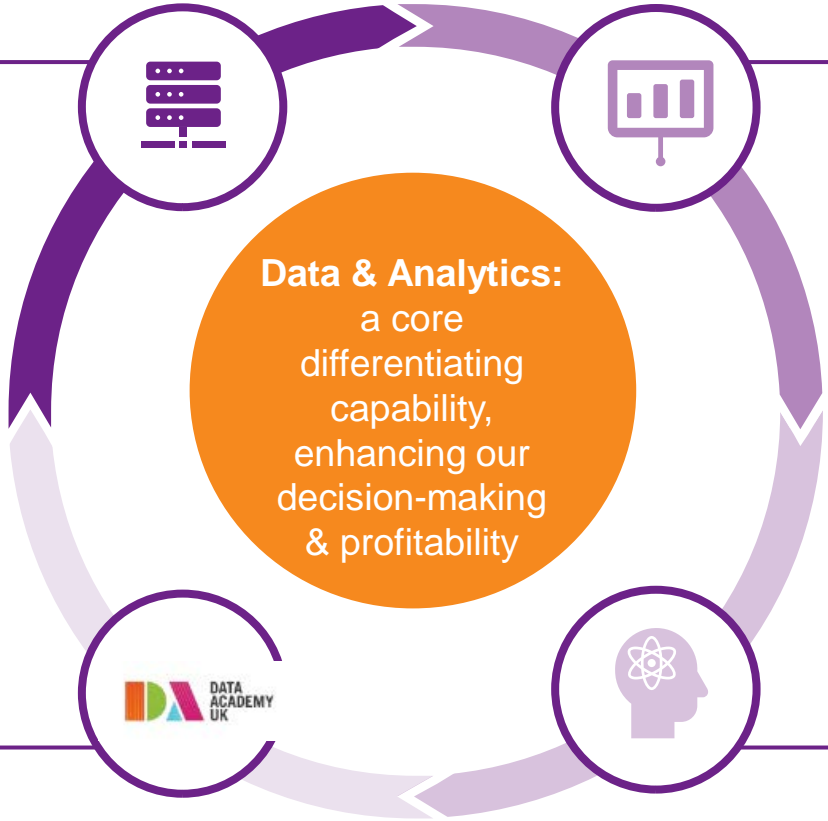 Data & Analytics:
a core
differentiating
capability,
enhancing our
decision-making
& profitability
DATA
ACADEMY
UK